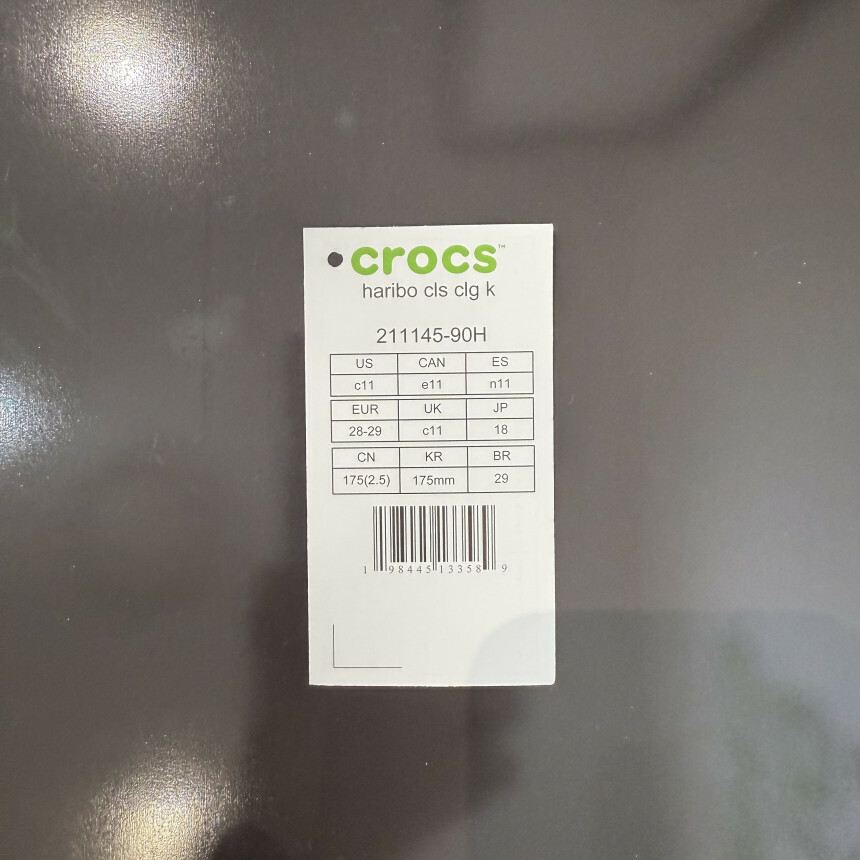 crocs™
haribo cls clg k
211145-90H
US CAN ES
c11 e11 n11
EUR UK JP
28-29 c11 18
CN KR BR
175(2.5) 175mm 29
1 98445 13358 9